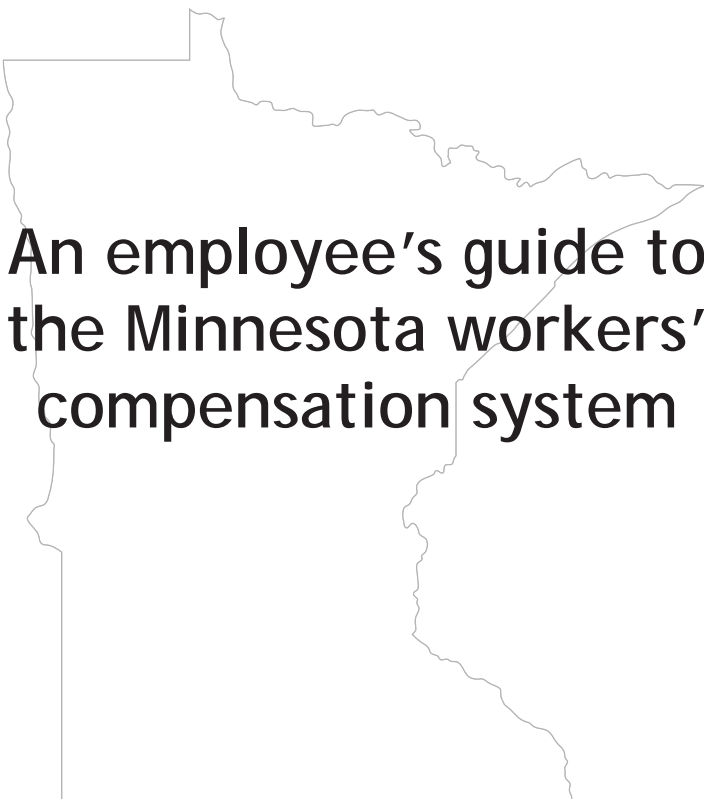 An employee's guide to
the Minnesota workers'
compensation system